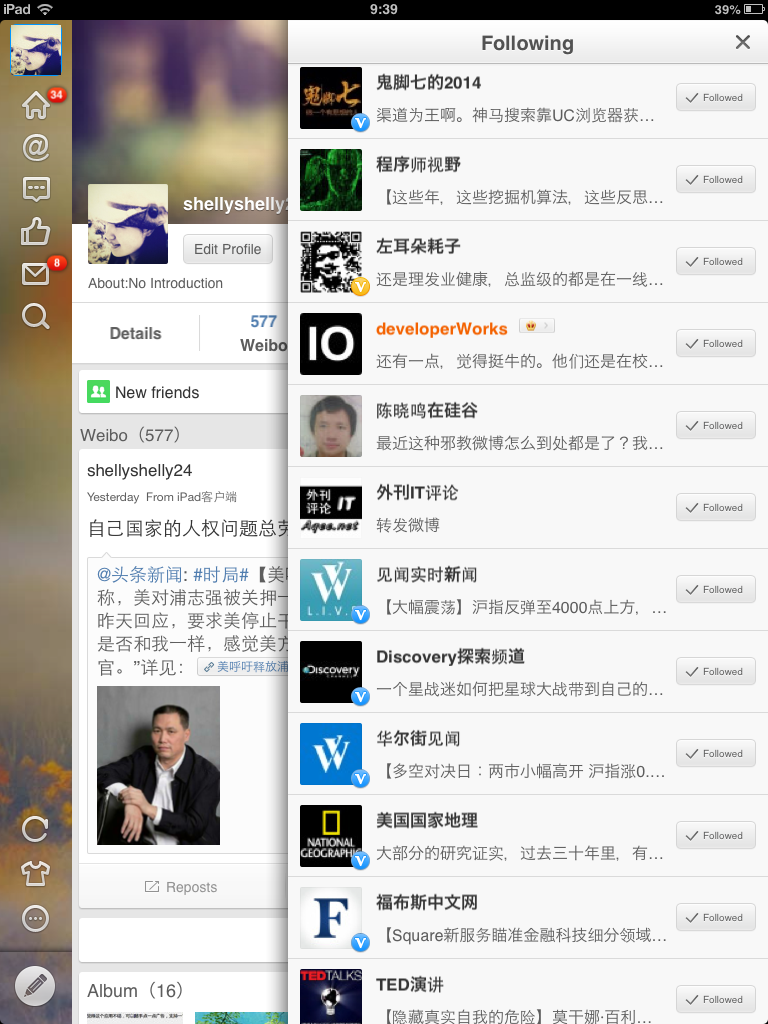 iPad
9:39
39%
34
8
shellyshelly2
Edit Profile
About:No Introduction
Details
577
Weibo
New friends
Weibo（577）
shellyshelly24
Yesterday From iPad客户端
自己国家的人权问题总
@头条新闻: #时局#【美
称，美对浦志强被关押一
昨天回应，要求美停止干
是否和我一样，感觉美方
官。”详见：
美呼吁释放浦
Reposts
Album（16）
Following
鬼脚七的2014
渠道为王啊。神马搜索靠UC浏览器获…
Followed
程序师视野
【这些年，这些挖掘机算法，这些反思…
Followed
左耳朵耗子
还是理发业健康，总监级的都是在一线…
Followed
IO
developerWorks
还有一点，觉得挺牛的。他们还是在校…
Followed
陈晓鸣在硅谷
最近这种邪教微博怎么到处都是了？我…
Followed
外刊
评论
IT
Aqee.net
外刊IT评论
转发微博
Followed
W
L.I.V.
见闻实时新闻
【大幅震荡】沪指反弹至4000点上方，…
Followed
Discovery
CHANNEL
Discovery探索频道
一个星战迷如何把星球大战带到自己的…
Followed
W
华尔街见闻
【多空对决日：两市小幅高开 沪指涨0.…
Followed
NATIONAL
GEOGRAPHIC
美国国家地理
大部分的研究证实，过去三十年里，有…
Followed
F
福布斯中文网
【Square新服务瞄准金融科技细分领域…
Followed
TEDTALKS
TED演讲
【隐藏真实自我的危险】莫干娜·百利…
Followed